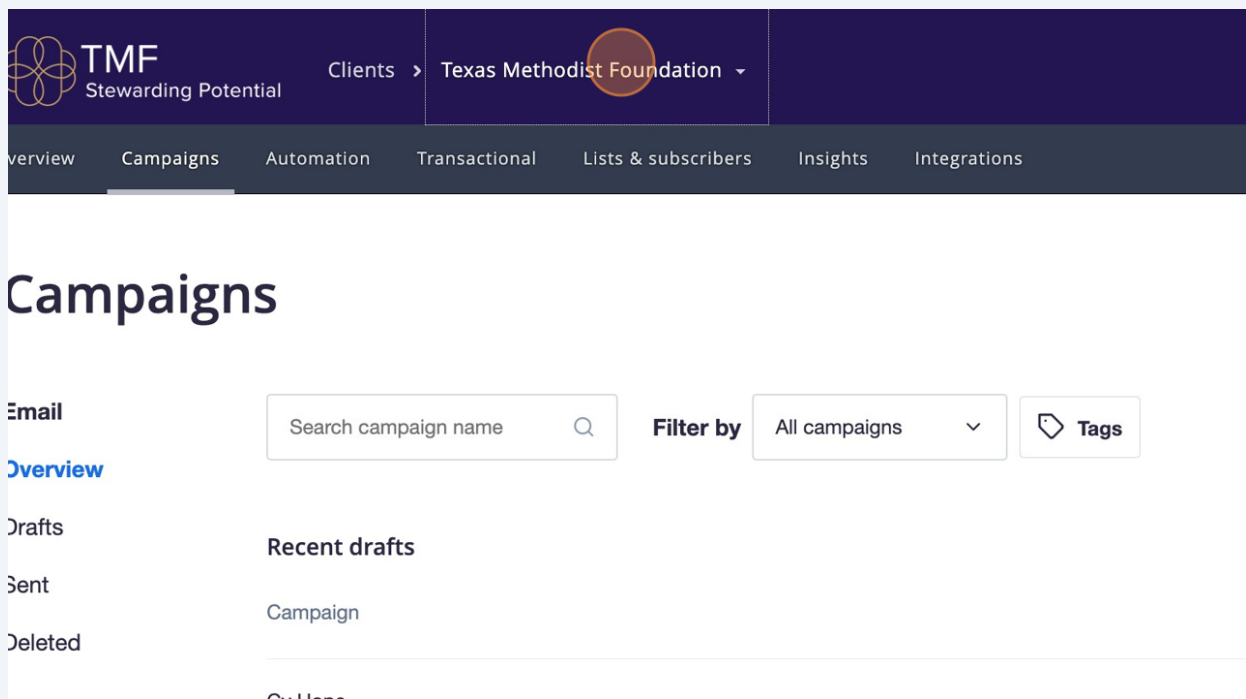 TMF
Stewarding Potential
Clients > Texas Methodist Foundation
verview Campaigns Automation Transactional Lists & subscribers Insights Integrations
Campaigns
Email
Search campaign name
Filter by
All campaigns
Tags
Overview
Drafts
Sent
Deleted
Recent drafts
Campaign